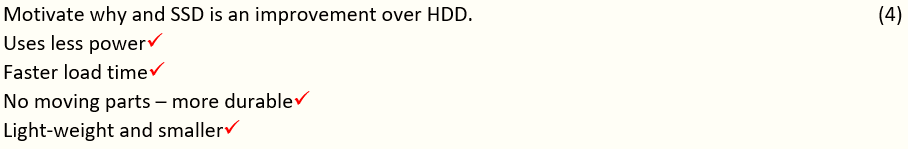 Motivate why and SSD is an improvement over HDD. (4)
Uses less power✓
Faster load time✓
No moving parts – more durable✓
Light-weight and smaller✓